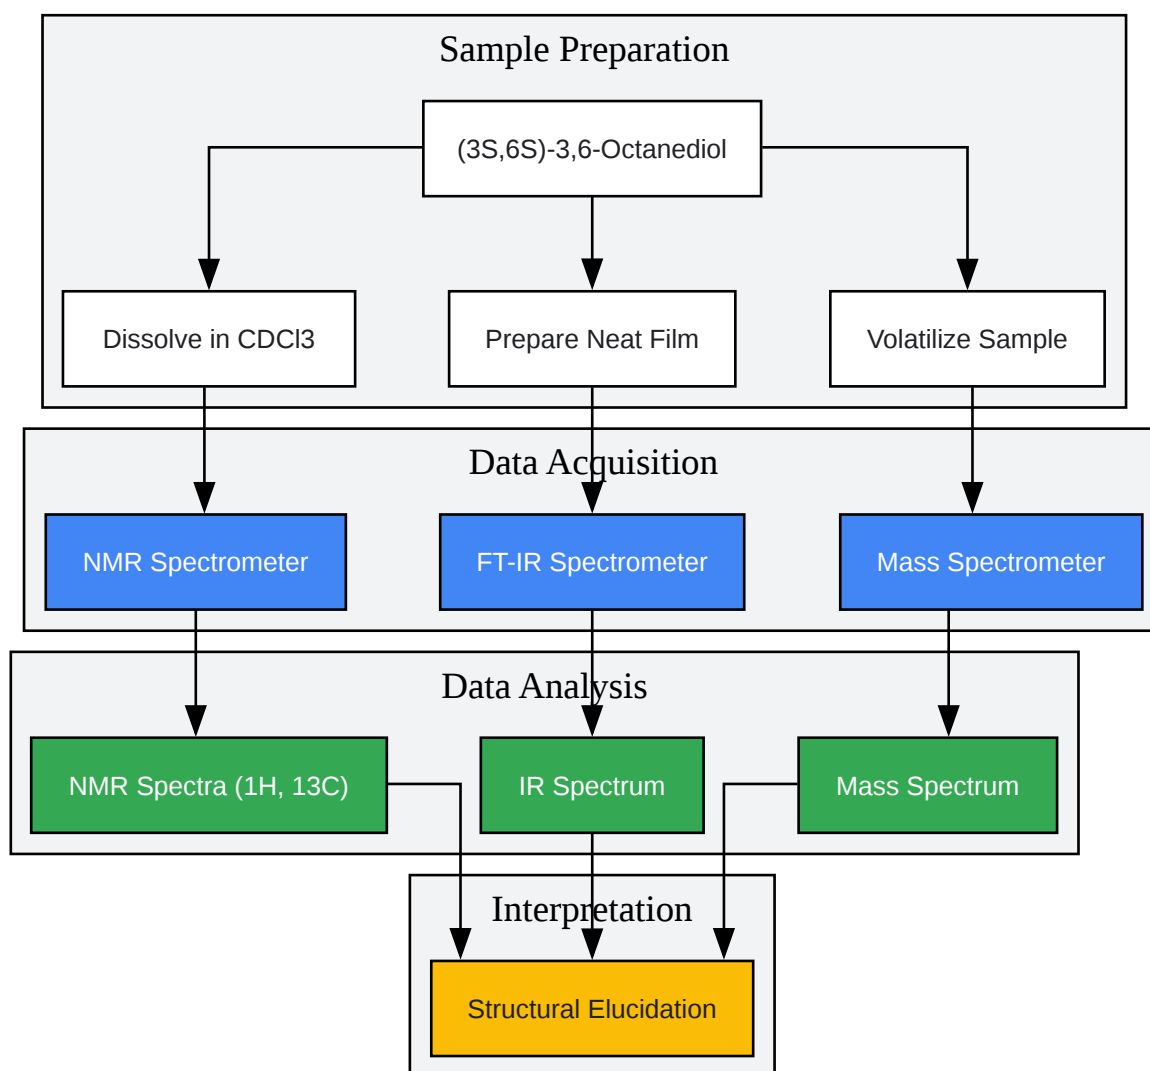 Sample Preparation
(3S,6S)-3,6-Octanediol
Dissolve in CDCl3
Prepare Neat Film
Volatilize Sample
Data Acquisition
NMR Spectrometer
FT-IR Spectrometer
Mass Spectrometer
Data Analysis
NMR Spectra (1H, 13C)
IR Spectrum
Mass Spectrum
Interpretation
Structural Elucidation